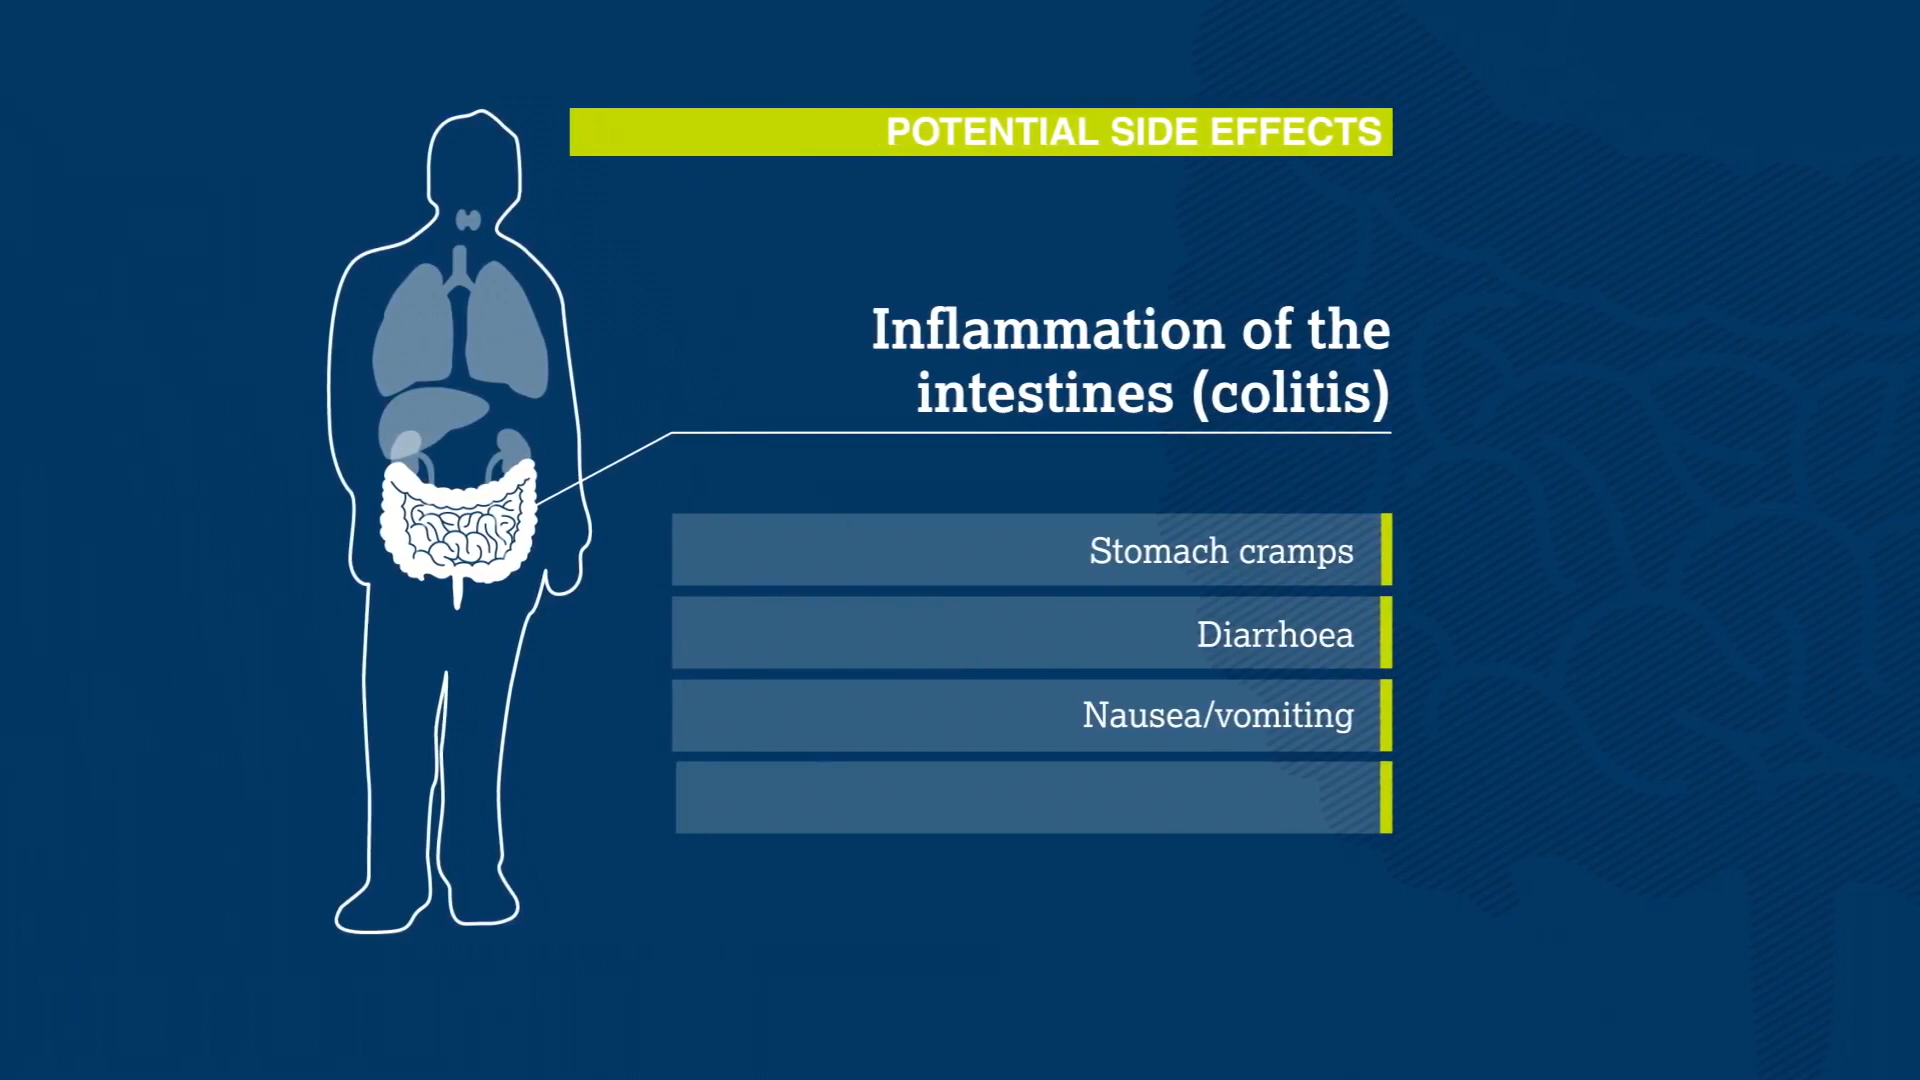 POTENTIAL SIDE EFFECTS
Inflammation of the
intestines (colitis)
Stomach cramps
Diarrhoea
Nausea/vomiting